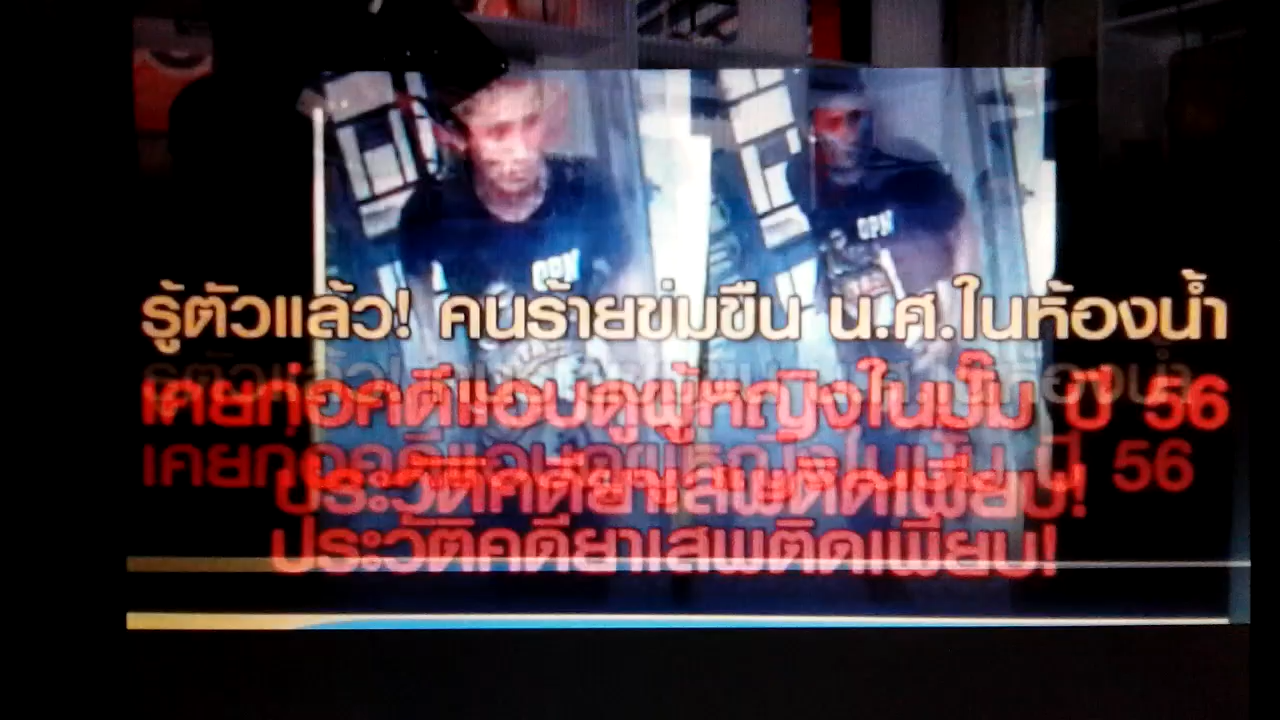 OPN
OPN
รู้ตัวแล้ว! คนร้ายข่มขืน น.ศ.ในห้องน้ำ
เคยก่อคดีแอบดูผู้หญิงในปั๊ม ปี 56
ประวัติคดียาเสพติดเพียบ!